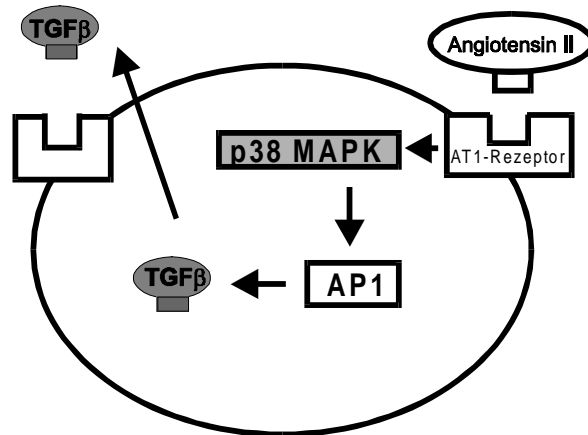 TGFβ
Angiotensin II
p38 MAPK
AT1-Rezeptor
TGFβ
AP1